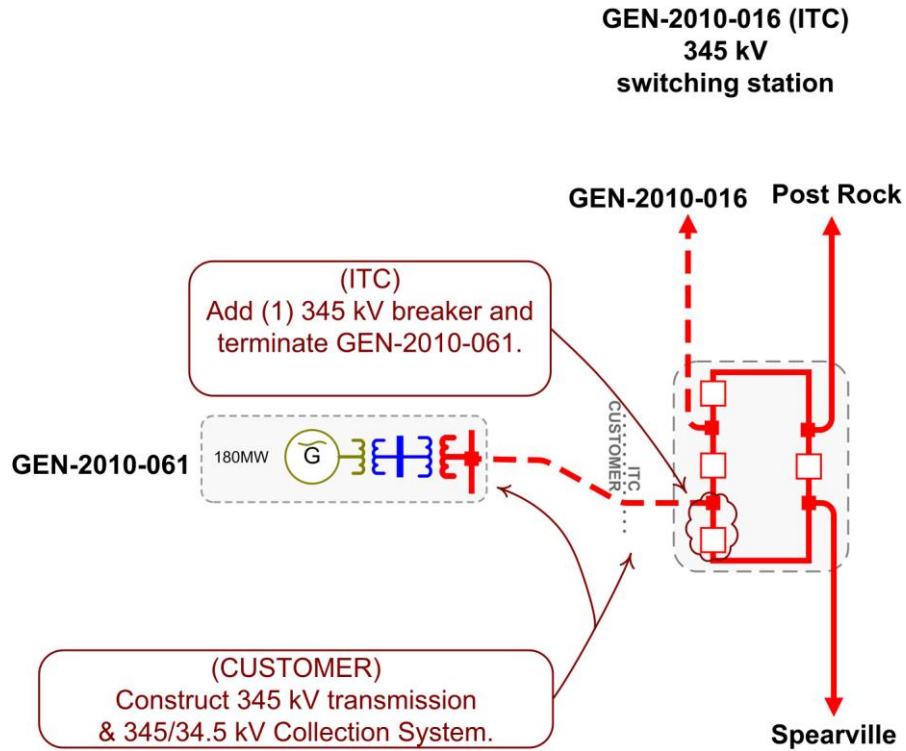 GEN-2010-016 (ITC)
345 kV
switching station
GEN-2010-016
Post Rock
(ITC)
Add (1) 345 kV breaker and
terminate GEN-2010-061.
CUSTOMER
ITC
GEN-2010-061
180MW
G
(CUSTOMER)
Construct 345 kV transmission
& 345/34.5 kV Collection System.
Spearville